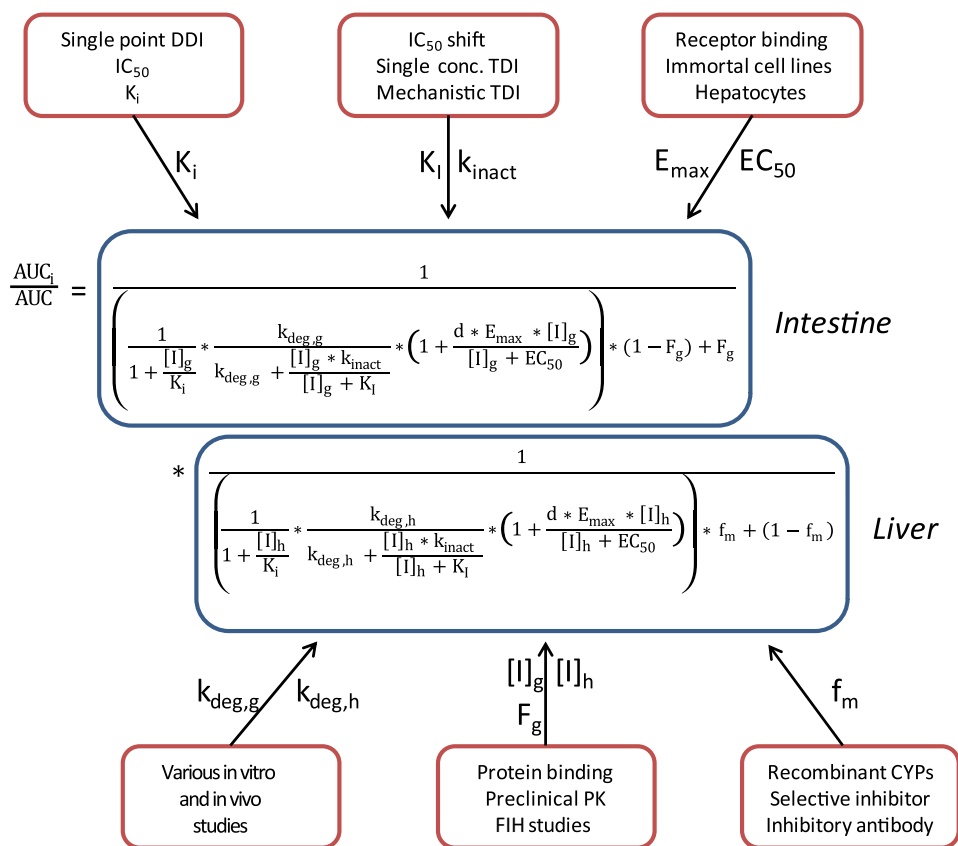 Single point DDI
IC50
Ki
IC50 shift
Single conc. TDI
Mechanistic TDI
Receptor binding
Immortal cell lines
Hepatocytes
Ki
KI kinact
Emax EC50
AUCi
AUC
=
1
1
1 + [I]g
Ki
*
kdeg,g
kdeg,g + [I]g * kinact
[I]g + KI
* (1 + d * Emax * [I]g
[I]g + EC50)
* (1 − Fg) + Fg
Intestine
*
1
1
1 + [I]h
Ki
*
kdeg,h
kdeg,h + [I]h * kinact
[I]h + KI
* (1 + d * Emax * [I]h
[I]h + EC50)
* fm + (1 − fm)
Liver
kdeg,g kdeg,h
[I]g [I]h
Fg
fm
Various in vitro
and in vivo
studies
Protein binding
Preclinical PK
FIH studies
Recombinant CYPs
Selective inhibitor
Inhibitory antibody